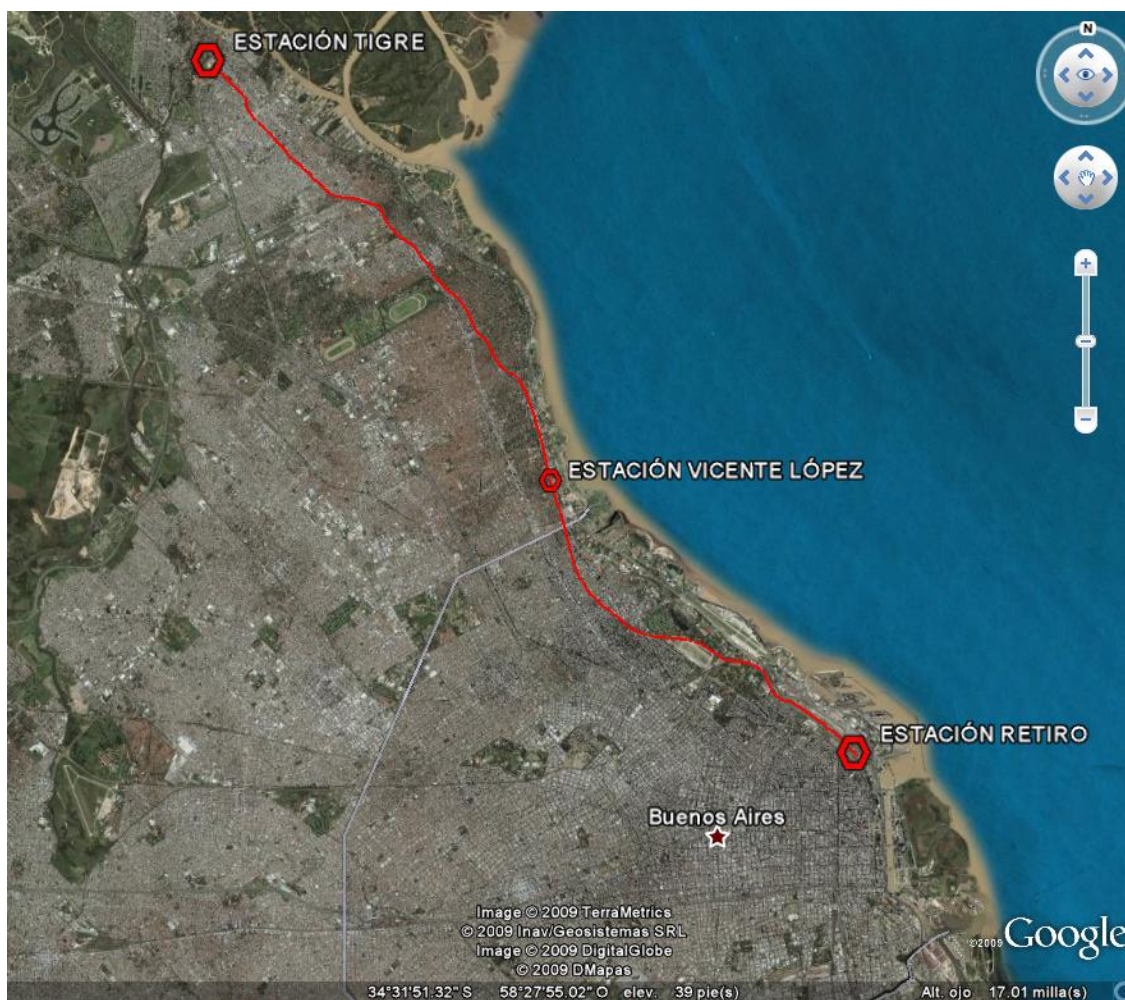 N
ESTACIÓN TIGRE
ESTACIÓN VICENTE LÓPEZ
ESTACIÓN RETIRO
Buenos Aires
Image © 2009 TerraMetrics
© 2009 Inav/Geosistemas SRL
Image © 2009 DigitalGlobe
© 2009 DMapas
©2009 Google
34°31'51.32" S 58°27'55.02" O elev. 39 pie(s) Alt. ojo 17.01 milla(s)